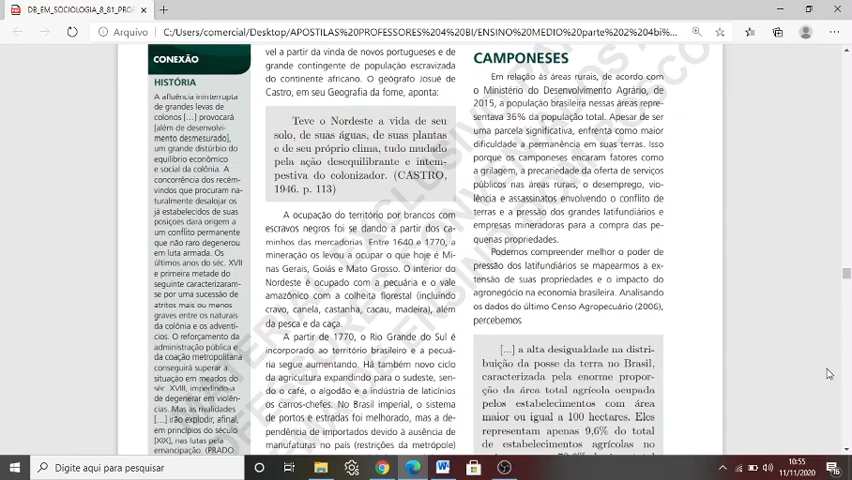 DB_EM_SOCIOLOGIA_8_81_PROF
Arquivo
C:/Users/comercial/Desktop/APOSTILAS%20PROFESSORES%204%20BI/ENSINO%20MEDIO%20parte%202%204bi%...
CONEXÃO
HISTÓRIA
A afluência ininterrupta
de grandes levas de
colonos [...] provocará
[além de desenvolvi-
mento desmesurado],
um grande distúrbio do
equilíbrio econômico
e social da colônia. A
concorrência dos recém-
vindos que procuram na-
turalmente desalojar os
já estabelecidos de suas
posições dará origem a
um conflito permanente
que não raro degenerou
em luta armada. Os
últimos anos do séc. XVII
e primeira metade do
seguinte caracterizaram-
se por uma sucessão de
atritos mais ou menos
graves entre os naturais
da colônia e os adventí-
cios. O reforçamento da
administração pública e
da coação metropolitana
conseguirá superar a
situação em meados do
séc. XVIII, impedindo-a
de degenerar em violên-
cias. Mas as rivalidades
[...] irão explodir, afinal,
em princípios do século
[XIX], nas lutas pela
emancipação. (PRADO
vel a partir da vinda de novos portugueses e de
grande contingente de população escravizada
do continente africano. O geógrafo Josué de
Castro, em seu Geografia da fome, aponta:
Teve o Nordeste a vida de seu
solo, de suas águas, de suas plantas
e de seu próprio clima, tudo mudado
pela ação desequilibrante e intem-
pestiva do colonizador. (CASTRO,
1946. p. 113)
A ocupação do território por brancos com
escravos negros foi se dando a partir dos ca-
minhos das mercadorias. Entre 1640 e 1770, a
mineração os levou a ocupar o que hoje é Mi-
nas Gerais, Goiás e Mato Grosso. O interior do
Nordeste é ocupado com a pecuária e o vale
amazônico com a colheita florestal (incluindo
cravo, canela, castanha, cacau, madeira), além
da pesca e da caça.
A partir de 1770, o Rio Grande do Sul é
incorporado ao território brasileiro e a pecuá-
ria segue aumentando. Há também novo ciclo
da agricultura expandindo para o sudeste, sen-
do o café, o algodão e a indústria de laticínios
os carros-chefes. No Brasil imperial, o sistema
de portos e estradas foi melhorado, mas a de-
pendência de importados devido à ausência de
manufaturas no país (restrições da metrópole)
CAMPONESES
Em relação às áreas rurais, de acordo com
o Ministério do Desenvolvimento Agrário, de
2015, a população brasileira nessas áreas repre-
sentava 36% da população total. Apesar de ser
uma parcela significativa, enfrenta como maior
dificuldade a permanência em suas terras. Isso
porque os camponeses encaram fatores como
a grilagem, a precariedade da oferta de serviços
públicos nas áreas rurais, o desemprego, vio-
lência e assassinatos envolvendo o conflito de
terras e a pressão dos grandes latifundiários e
empresas mineradoras para a compra das pe-
quenas propriedades.
Podemos compreender melhor o poder de
pressão dos latifundiários se mapearmos a ex-
tensão de suas propriedades e o impacto do
agronegócio na economia brasileira. Analisando
os dados do último Censo Agropecuário (2006),
percebemos
[...] a alta desigualdade na distri-
buição da posse da terra no Brasil,
caracterizada pela enorme propor-
ção da área total agrícola ocupada
pelos estabelecimentos com área
maior ou igual a 100 hectares. Eles
representam apenas 9,6% do total
de estabelecimentos agrícolas no
Digite aqui para pesquisar
10:55
11/11/2020